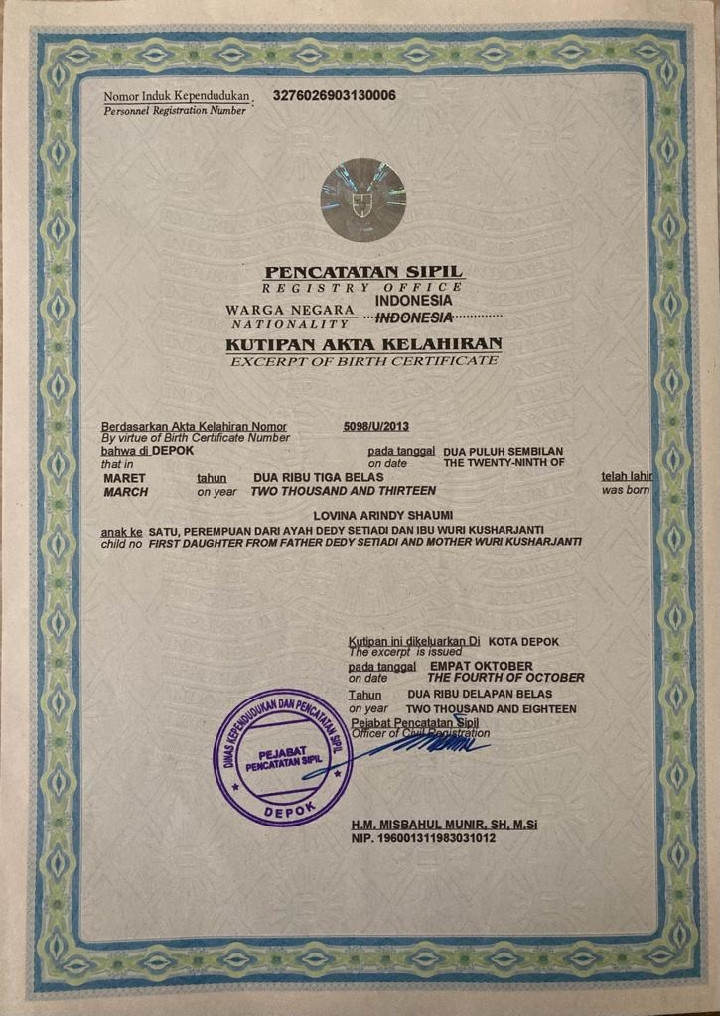 Nomor Induk Kependudukan : 3276026903130006
Personnel Registration Number
PENCATATAN SIPIL
REGISTRY OFFICE
INDONESIA
WARGA NEGARA
NATIONALITY INDONESIA
KUTIPAN AKTA KELAHIRAN
EXCERPT OF BIRTH CERTIFICATE
Berdasarkan Akta Kelahiran Nomor 5098/U/2013
By virtue of Birth Certificate Number
bahwa di DEPOK pada tanggal DUA PULUH SEMBILAN
that in on date THE TWENTY-NINTH OF
MARET tahun DUA RIBU TIGA BELAS telah lahir
MARCH on year TWO THOUSAND AND THIRTEEN was born
LOVINA ARINDY SHAUMI
anak ke SATU, PEREMPUAN DARI AYAH DEDY SETIADI DAN IBU WURI KUSHARJANTI
child no FIRST DAUGHTER FROM FATHER DEDY SETIADI AND MOTHER WURI KUSHARJANTI
Kutipan ini dikeluarkan Di KOTA DEPOK
The excerpt is issued
pada tanggal EMPAT OKTOBER
on date THE FOURTH OF OCTOBER
Tahun DUA RIBU DELAPAN BELAS
on year TWO THOUSAND AND EIGHTEEN
Pejabat Pencatatan Sipil
Officer of Civil Registration
DINAS KEPENDUDUKAN DAN PENCATATAN SIPIL
PEJABAT
PENCATATAN SIPIL
DEPOK
H.M. MISBAHUL MUNIR, SH, M.Si
NIP. 196001311983031012